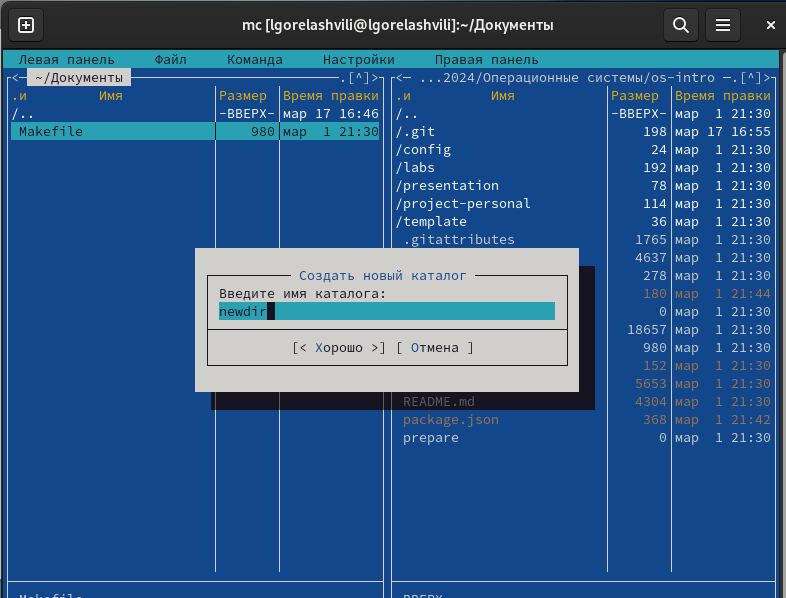 mc [lgorelashvili@lgorelashvili]:~/Документы
Левая панель Файл Команда Настройки Правая панель
<─ ~/Документы .[^]>
.и Имя Размер Время правки
/.. -ВВЕРХ- мар 17 16:46
Makefile 980 мар 1 21:30
<─ ...2024/Операционные системы/os-intro ─.[^]>
.и Имя Размер Время правки
/.. -ВВЕРХ- мар 1 21:30
/.git 198 мар 17 16:55
/config 24 мар 1 21:30
/labs 192 мар 1 21:30
/presentation 78 мар 1 21:30
/project-personal 114 мар 1 21:30
/template 36 мар 1 21:30
.gitattributes 1765 мар 1 21:30
4637 мар 1 21:30
278 мар 1 21:30
180 мар 1 21:44
0 мар 1 21:30
18657 мар 1 21:30
980 мар 1 21:30
152 мар 1 21:30
5653 мар 1 21:30
README.md 4304 мар 1 21:30
package.json 368 мар 1 21:42
prepare 0 мар 1 21:30
Создать новый каталог
Введите имя каталога:
newdir
[< Хорошо >] [ Отмена ]
Makefile
-ВВЕРХ-